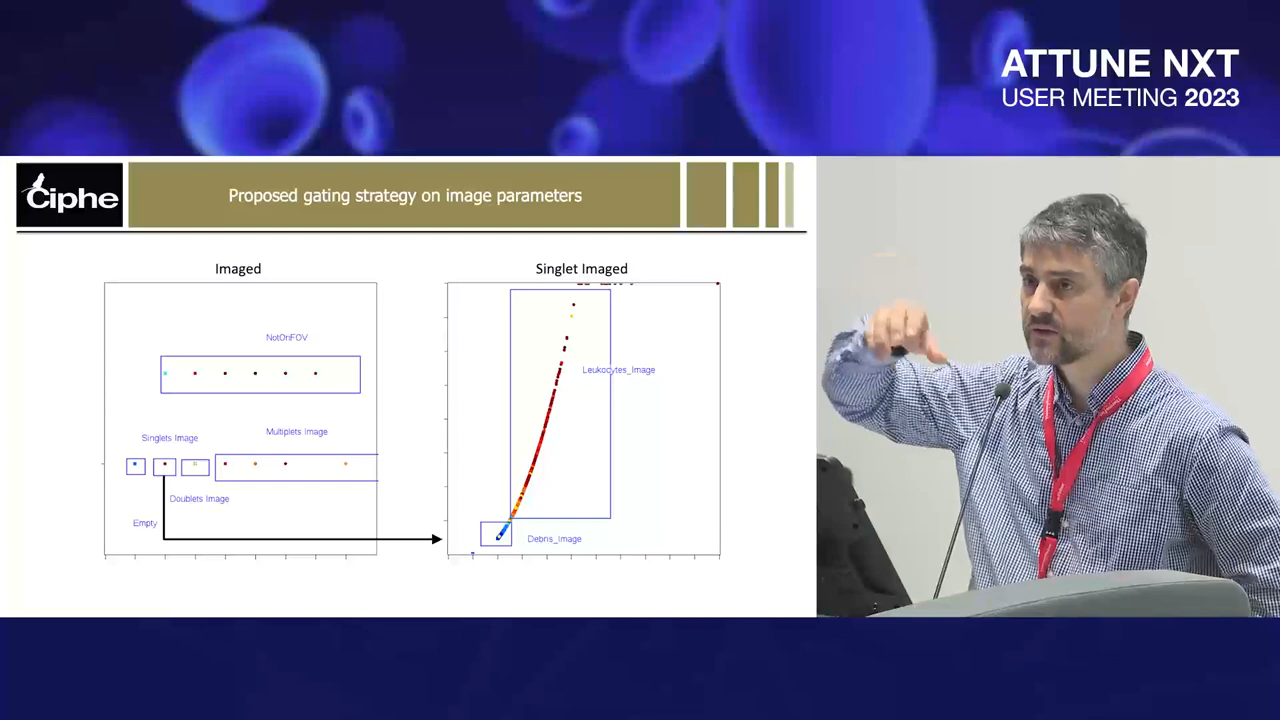 ATTUNE NXT
USER MEETING 2023
Ciphe
Proposed gating strategy on image parameters
Imaged
NotOnFOV
Singlets Image
Multiplets Image
Doublets Image
Empty
Singlet Imaged
Leukocytes_Image
Debris_Image